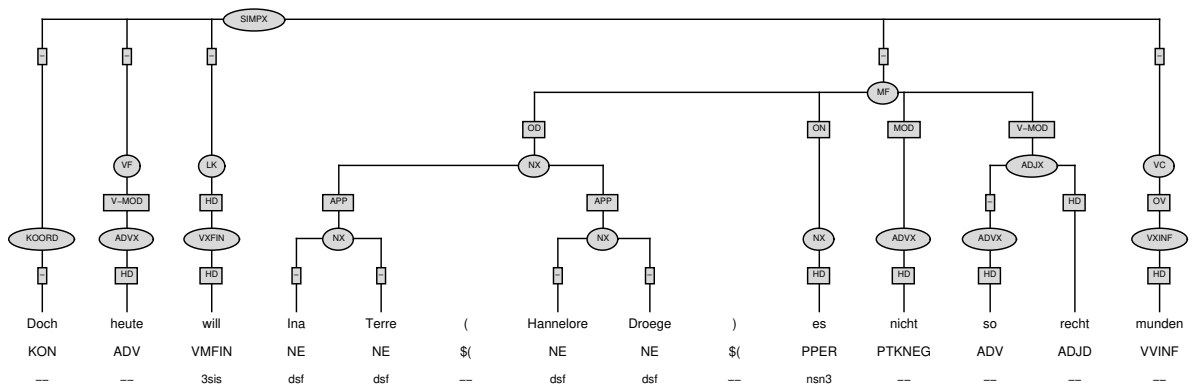 SIMPX
– – – – –
MF
OD ON MOD V–MOD
VF LK NX ADJX VC
V–MOD HD APP APP – HD OV
KOORD ADVX VXFIN NX NX NX ADVX ADVX VXINF
– HD HD – – – – HD HD HD HD
Doch heute will Ina Terre ( Hannelore Droege ) es nicht so recht munden
KON ADV VMFIN NE NE $( NE NE $( PPER PTKNEG ADV ADJD VVINF
–– –– 3sis dsf dsf –– dsf dsf –– nsn3 –– –– –– ––